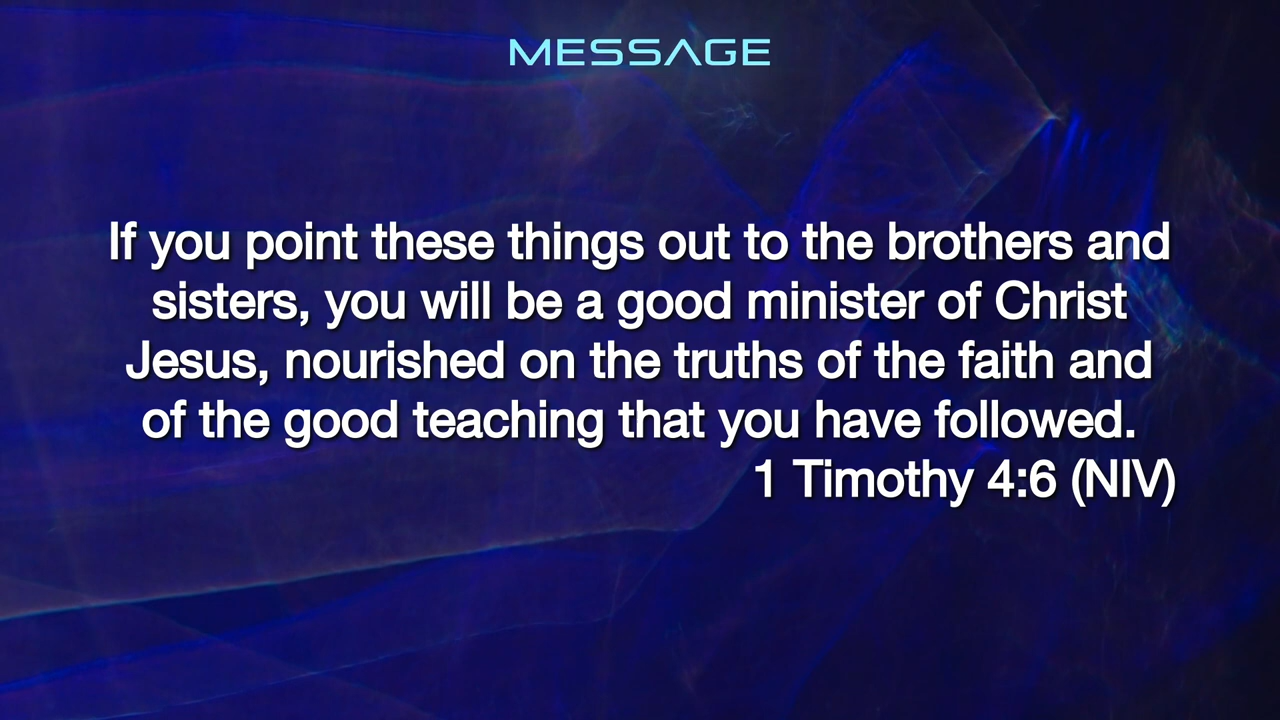 MESSAGE
If you point these things out to the brothers and
sisters, you will be a good minister of Christ
Jesus, nourished on the truths of the faith and
of the good teaching that you have followed.
1 Timothy 4:6 (NIV)